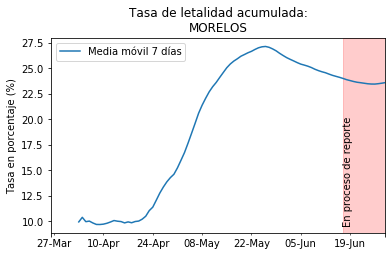 Tasa de letalidad acumulada:
MORELOS
Media móvil 7 días
Tasa en porcentaje (%)
27.5
25.0
22.5
20.0
17.5
15.0
12.5
10.0
En proceso de reporte
27-Mar
10-Apr
24-Apr
08-May
22-May
05-Jun
19-Jun